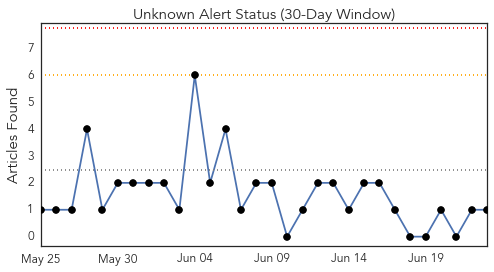 Unknown Alert Status (30-Day Window)
Articles Found
7
6
5
4
3
2
1
0
May 25
May 30
Jun 04
Jun 09
Jun 14
Jun 19